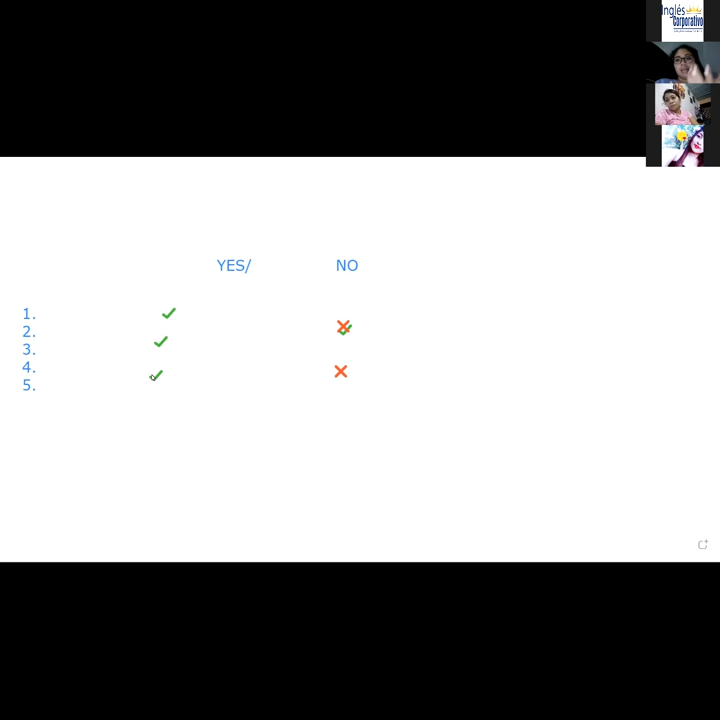 Inglés
Corporativo
YES/ NO
1.
2.
3.
4.
5.